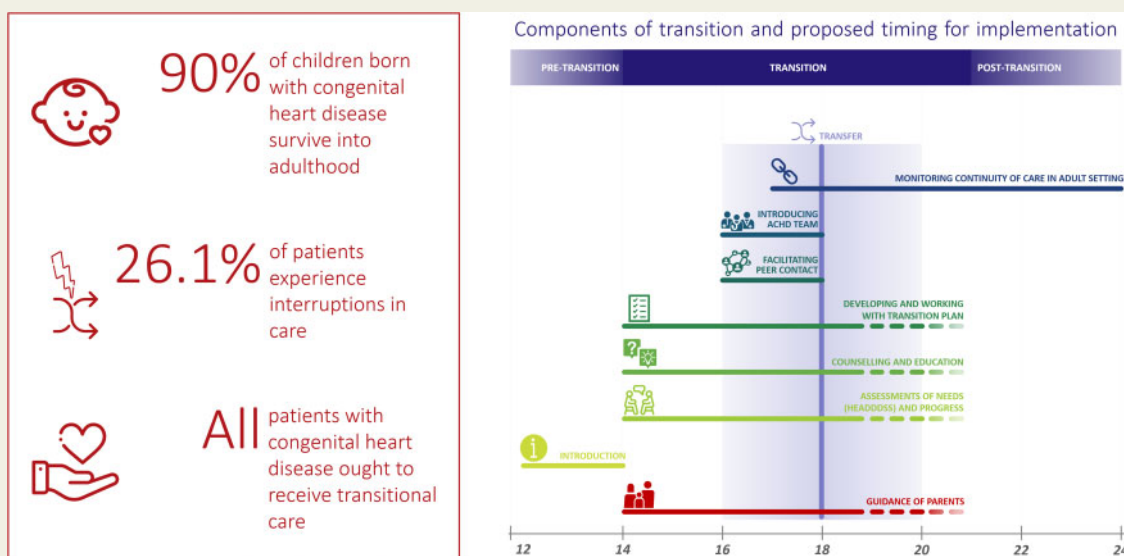 90%
of children born
with congenital
heart disease
survive into
adulthood
26.1%
of patients
experience
interruptions in
care
All
patients with
congenital heart
disease ought to
receive transitional
care
Components of transition and proposed timing for implementation
PRE-TRANSITION
TRANSITION
POST-TRANSITION
TRANSFER
MONITORING CONTINUITY OF CARE IN ADULT SETTING
INTRODUCING
ACHD TEAM
FACILITATING
PEER CONTACT
DEVELOPING AND WORKING
WITH TRANSITION PLAN
?
COUNSELLING AND EDUCATION
ASSESSMENTS OF NEEDS
(HEADDDSS) AND PROGRESS
i
INTRODUCTION
GUIDANCE OF PARENTS
12 14 16 18 20 22 24